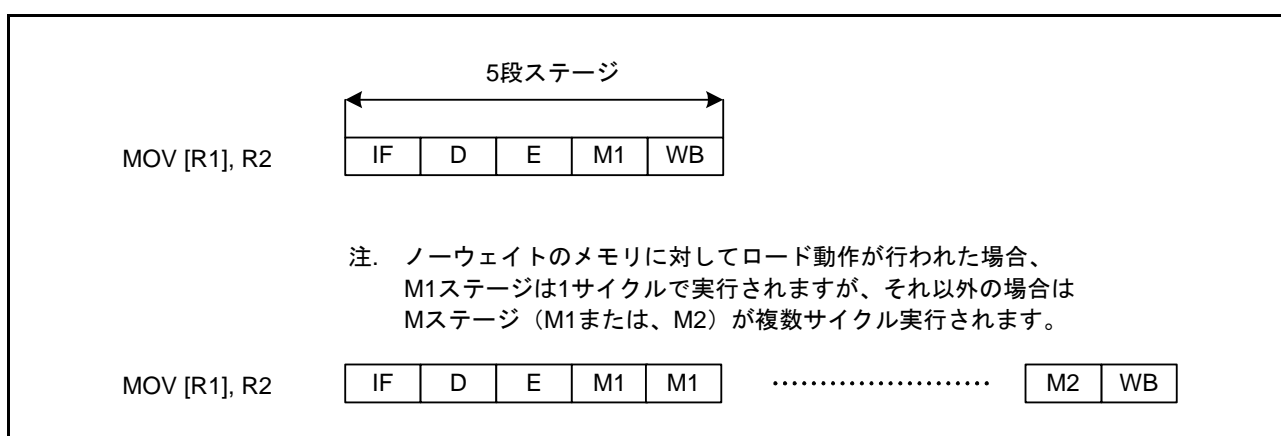 5段ステージ
MOV [R1], R2 IF D E M1 WB
注. ノーウェイトのメモリに対してロード動作が行われた場合、
M1ステージは1サイクルで実行されますが、それ以外の場合は
Mステージ（M1または、M2）が複数サイクル実行されます。
MOV [R1], R2 IF D E M1 M1 ······················· M2 WB